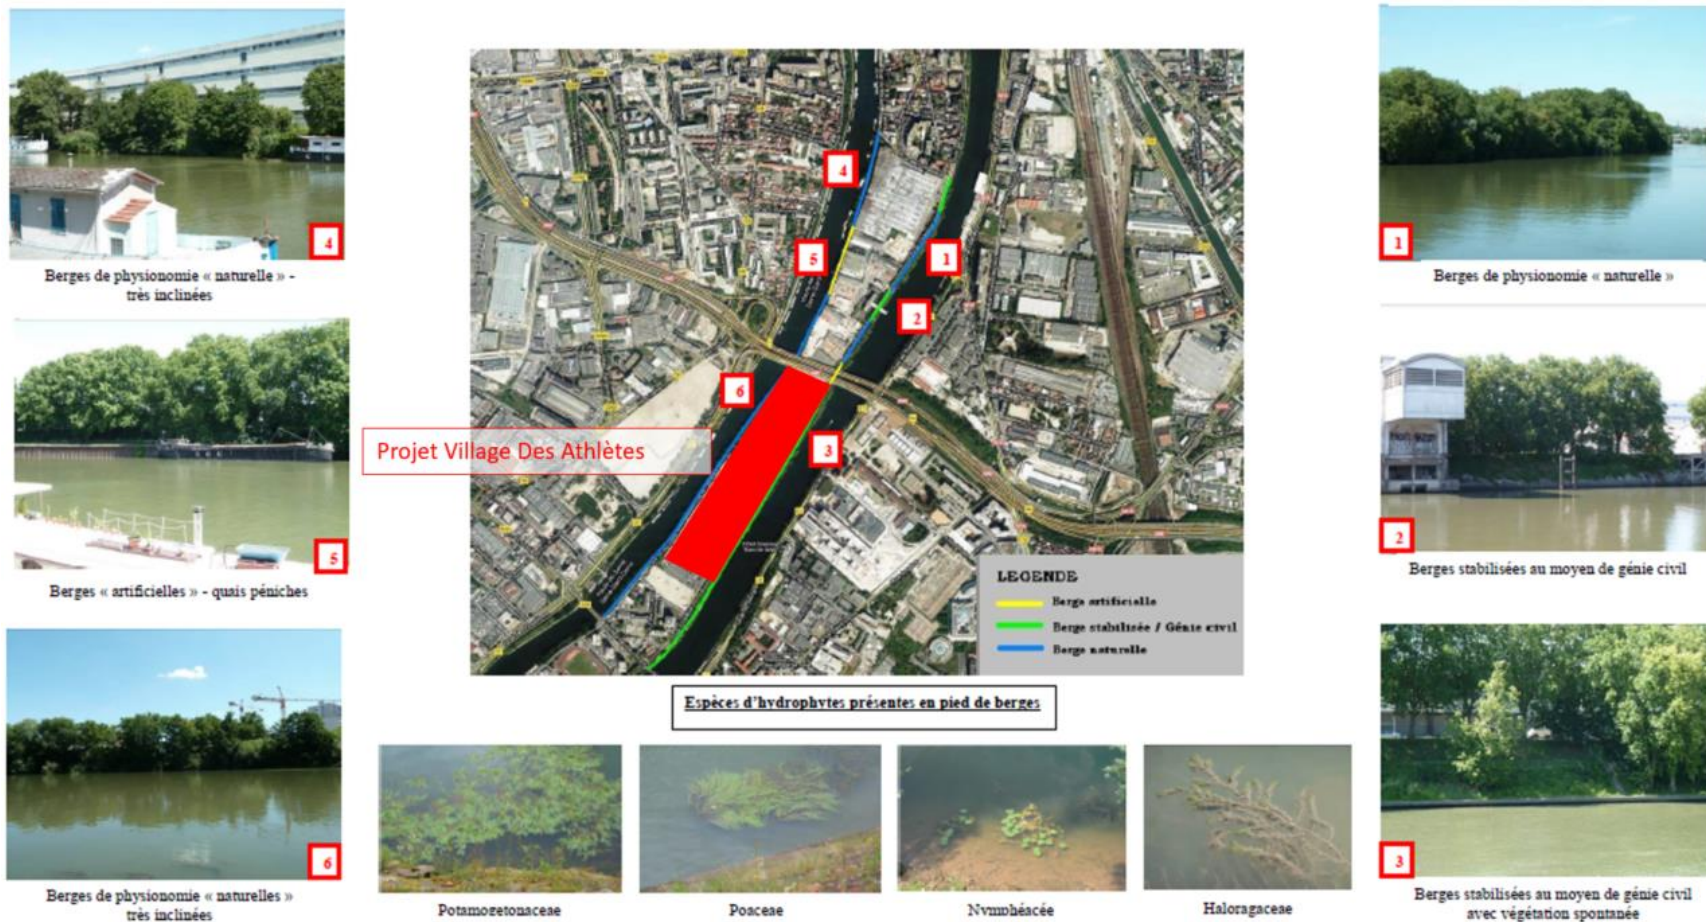 4
Berges de physionomie « naturelle » -
très inclinées
5
Berges « artificielles » - quais péniches
6
Berges de physionomie « naturelles »
très inclinées
4
5
1
2
6
3
Projet Village Des Athlètes
LEGENDE
Berge artificielle
Berge stabilisée / Génie civil
Berge naturelle
Espèces d'hydrophytes présentes en pied de berges
Potamogetonaceae
Poaceae
Nymphéacée
Haloragaceae
1
Berges de physionomie « naturelle »
2
Berges stabilisées au moyen de génie civil
3
Berges stabilisées au moyen de génie civil
avec végétation spontanée